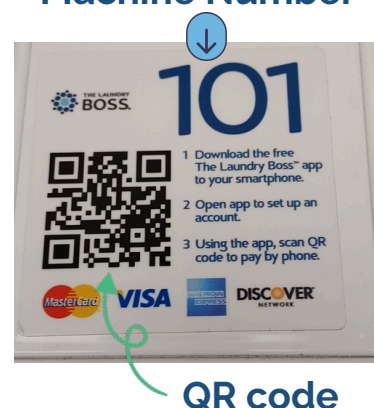 Machine Number
THE LAUNDRY
BOSS.
101
1 Download the free
The Laundry Boss™ app
to your smartphone.
2 Open app to set up an
account.
3 Using the app, scan QR
code to pay by phone.
MasterCard
VISA
AMERICAN
EXPRESS
DISCOVER
NETWORK
QR code